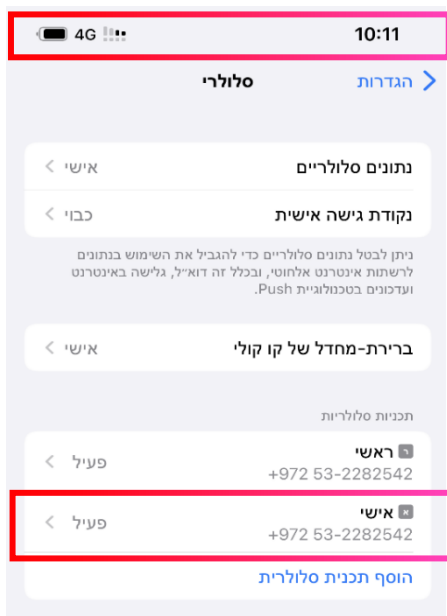 10:11 4G
הגדרות
סלולרי
נתונים סלולריים אישי
נקודת גישה אישית כבוי
ניתן לבטל נתונים סלולריים כדי להגביל את השימוש בנתונים
לרשתות אינטרנט אלחוטי, ובכלל זה דוא״ל, גלישה באינטרנט
ועדכונים בטכנולוגיית Push.
ברירת-מחדל של קו קולי אישי
תכניות סלולריות
ר ראשי פעיל
+972 53-2282542
א אישי פעיל
+972 53-2282542
הוסף תכנית סלולרית